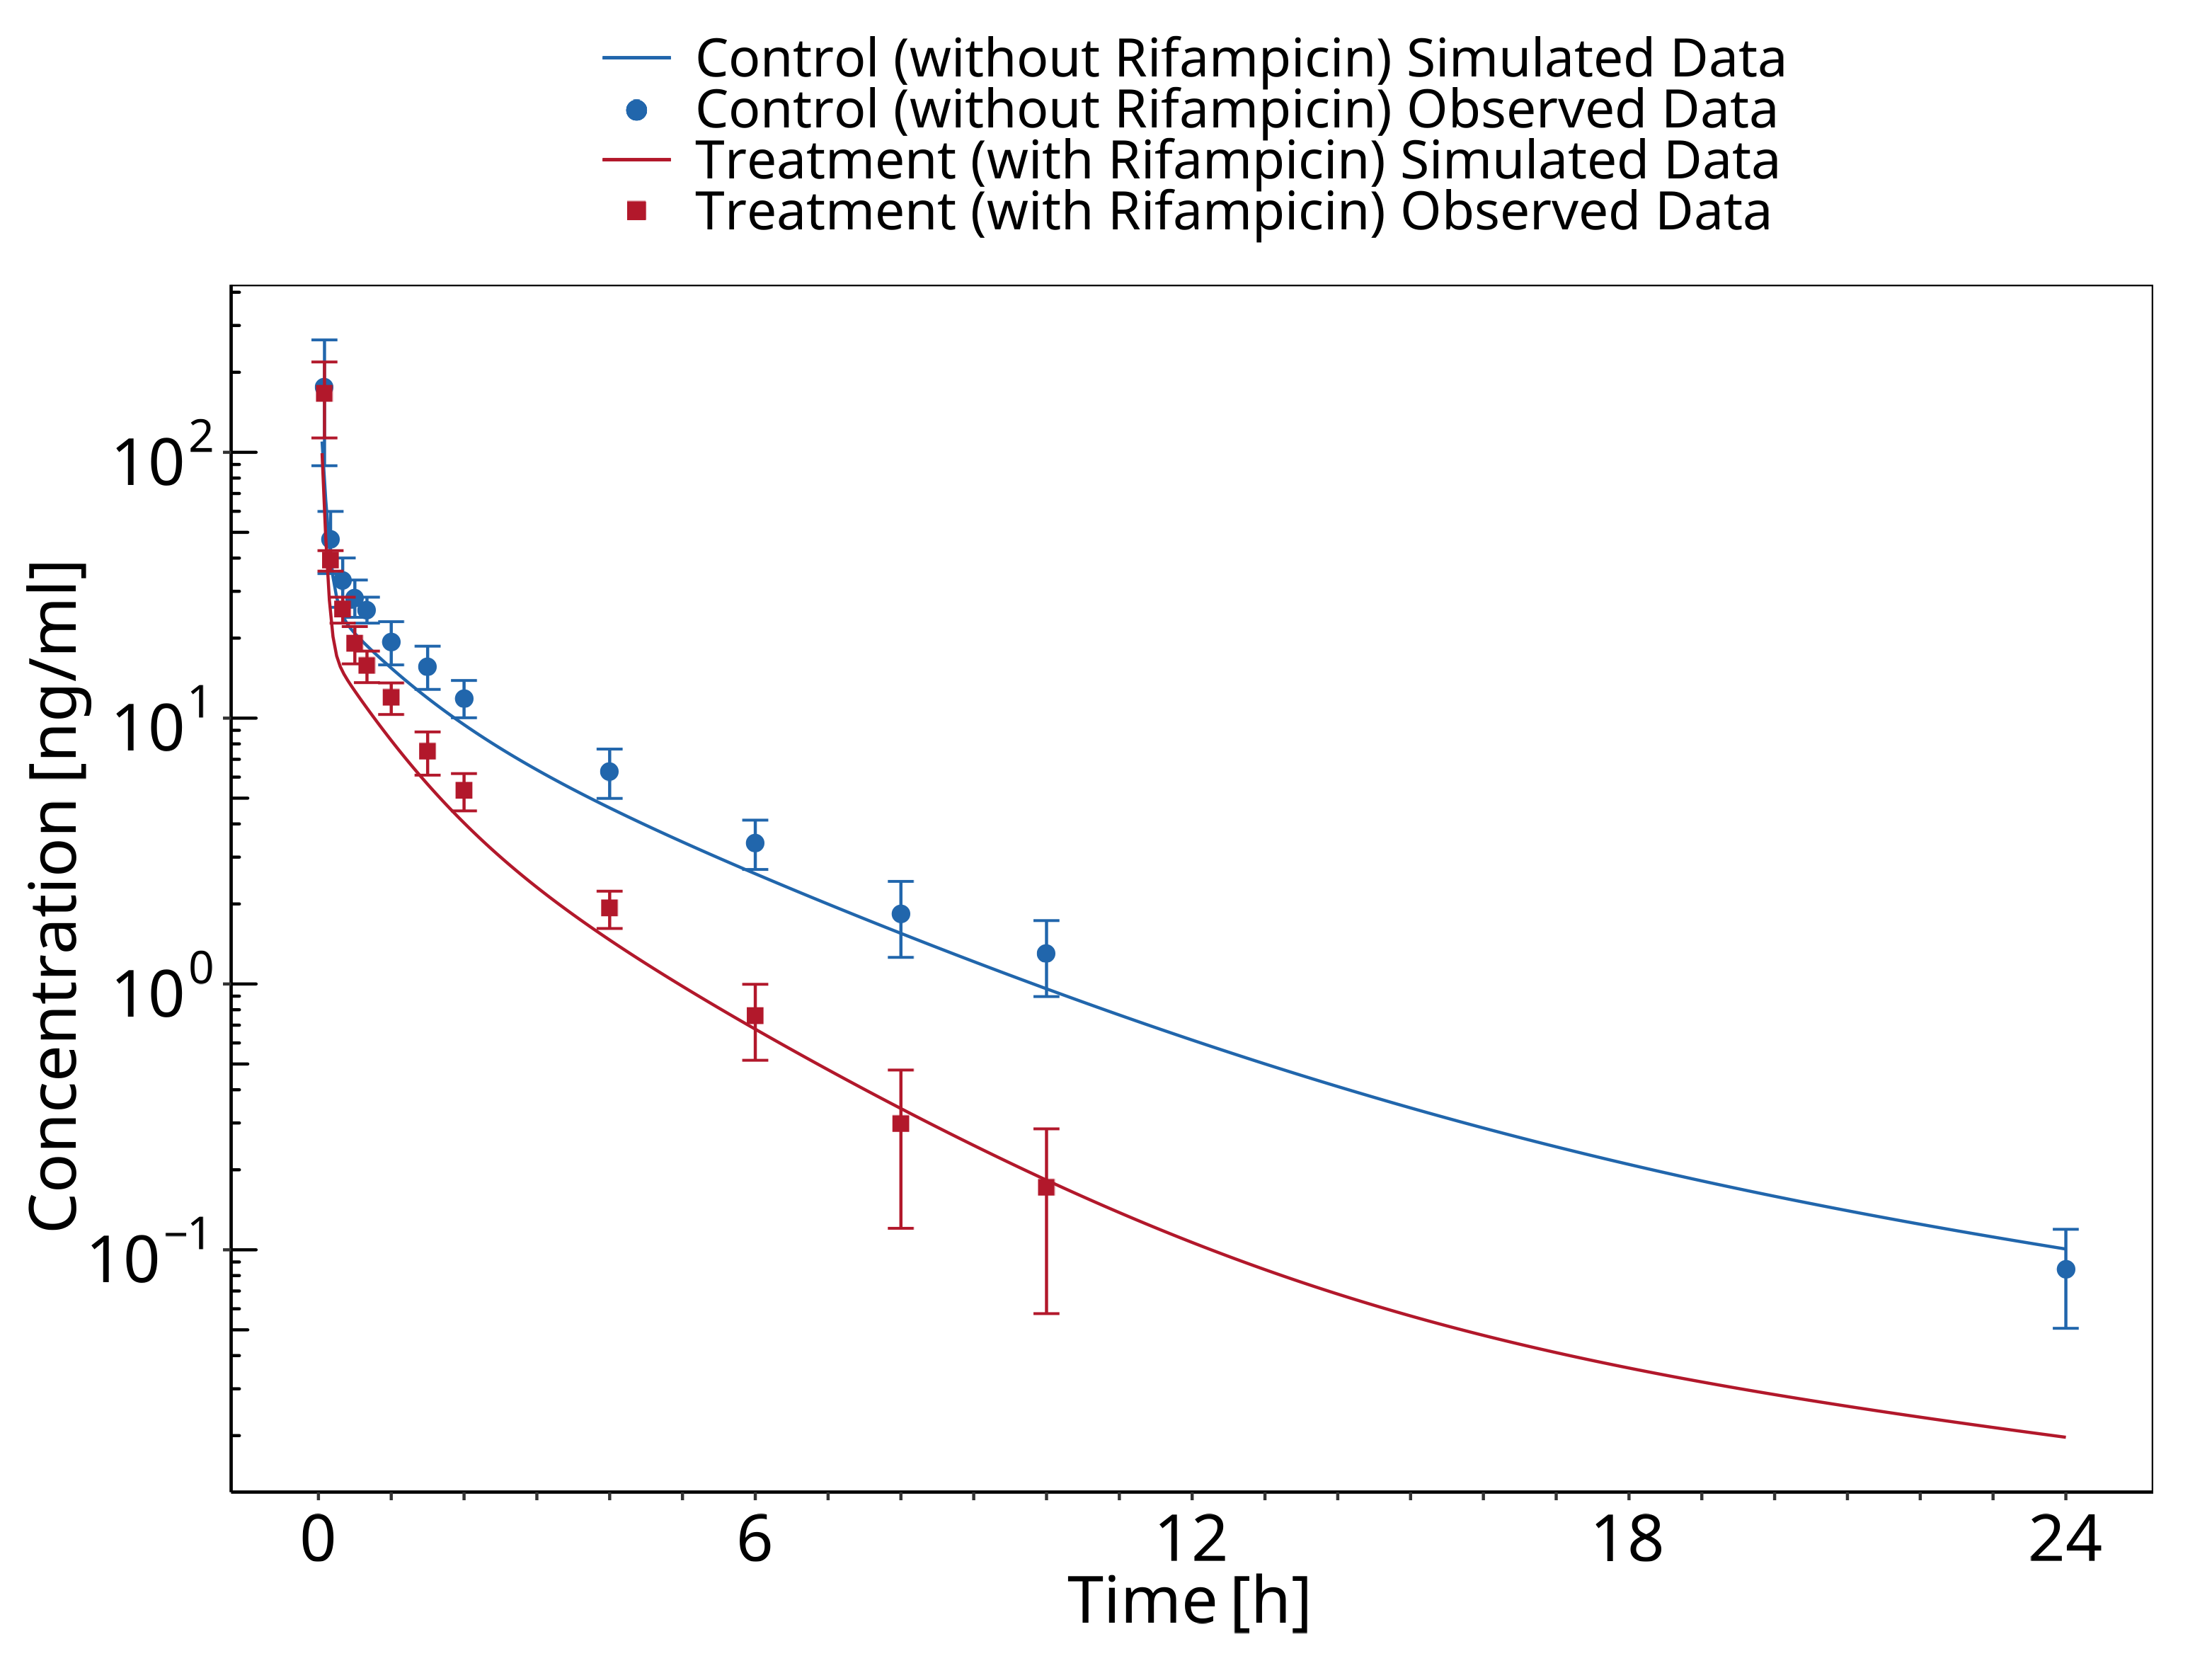 Control (without Rifampicin) Simulated Data
Control (without Rifampicin) Observed Data
Treatment (with Rifampicin) Simulated Data
Treatment (with Rifampicin) Observed Data
Concentration [ng/ml]
10²
10¹
10⁰
10⁻¹
0 6 12 18 24
Time [h]